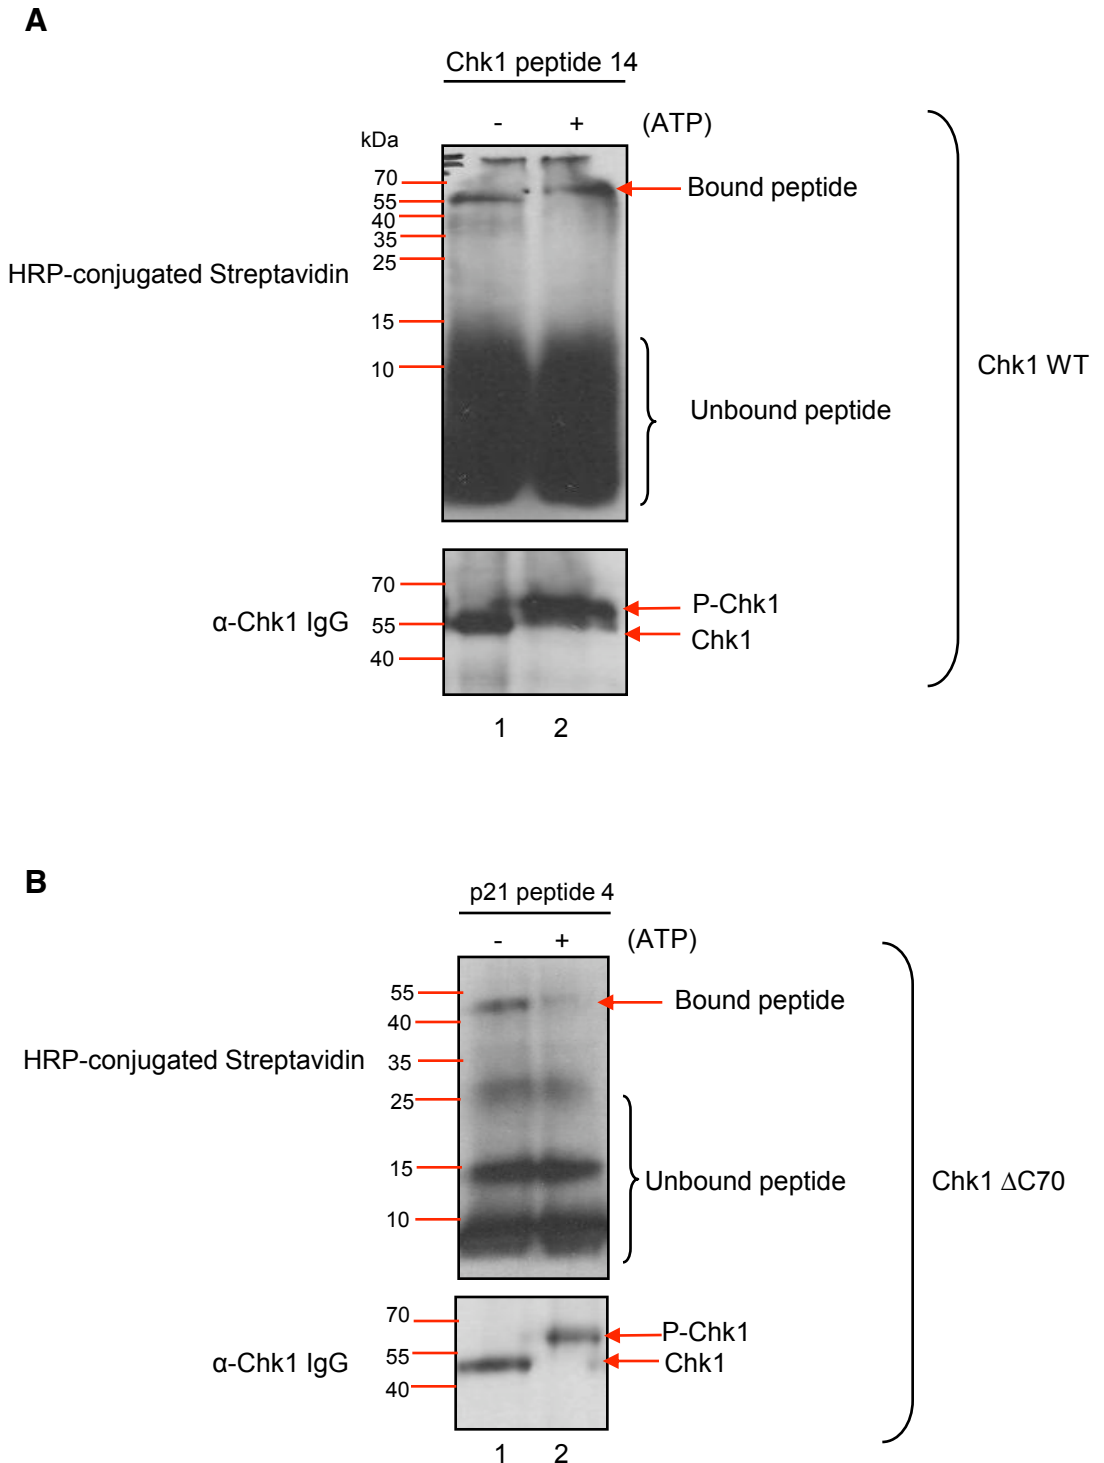 A
Chk1 peptide 14
- + (ATP)
kDa
70
55
40
35
25
15
10
Bound peptide
HRP-conjugated Streptavidin
Unbound peptide
Chk1 WT
70
55
40
α-Chk1 IgG
P-Chk1
Chk1
1 2
B
p21 peptide 4
- + (ATP)
55
40
35
25
15
10
Bound peptide
HRP-conjugated Streptavidin
Unbound peptide
Chk1 ΔC70
70
55
40
α-Chk1 IgG
P-Chk1
Chk1
1 2